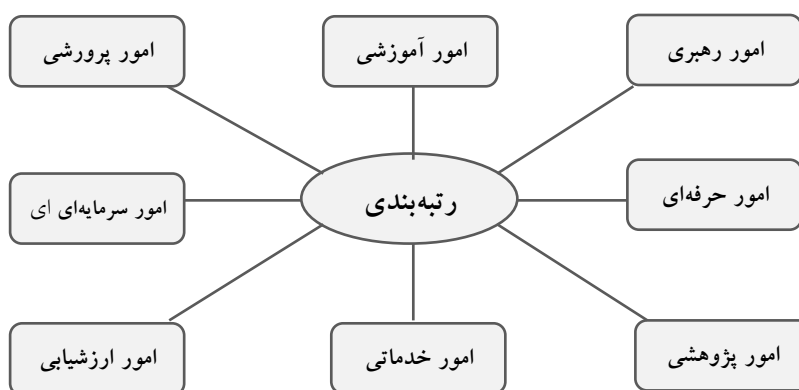 امور رهبری
امور آموزشی
امور پرورشی
امور حرفه‌ای
رتبه‌بندی
امور سرمایه‌ای ای
امور پژوهشی
امور خدماتی
امور ارزشیابی